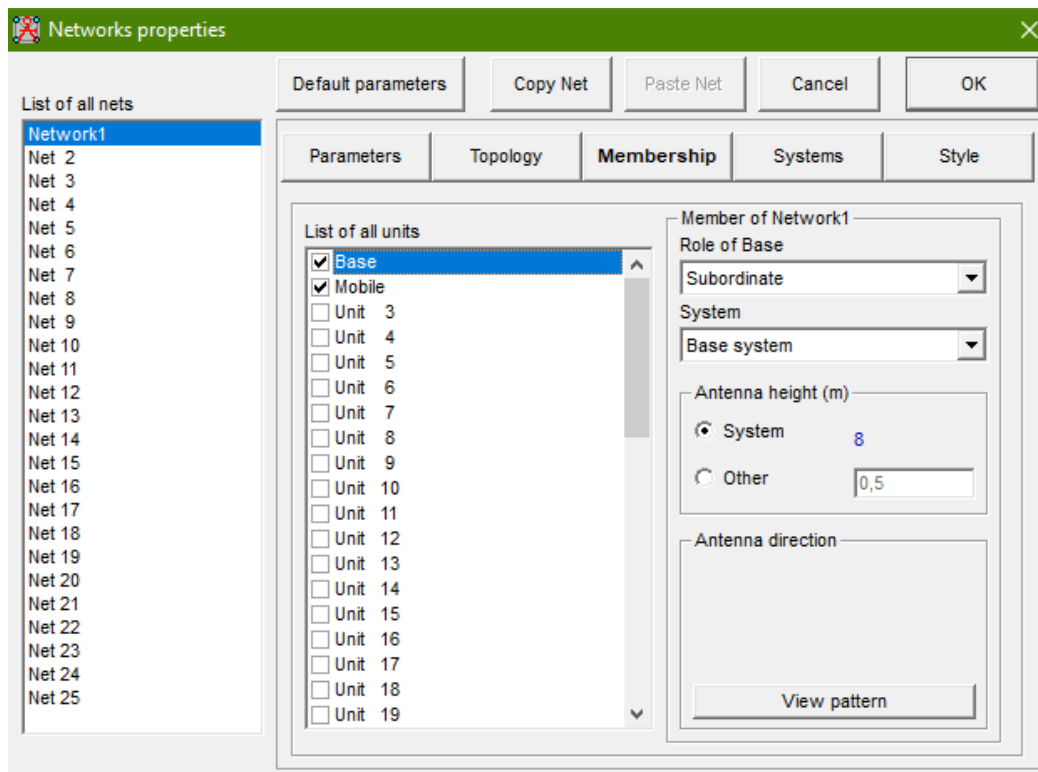 Networks properties
Default parameters Copy Net Paste Net Cancel OK
List of all nets
Network1
Net 2
Net 3
Net 4
Net 5
Net 6
Net 7
Net 8
Net 9
Net 10
Net 11
Net 12
Net 13
Net 14
Net 15
Net 16
Net 17
Net 18
Net 19
Net 20
Net 21
Net 22
Net 23
Net 24
Net 25
Parameters Topology Membership Systems Style
List of all units
Base
Mobile
Unit 3
Unit 4
Unit 5
Unit 6
Unit 7
Unit 8
Unit 9
Unit 10
Unit 11
Unit 12
Unit 13
Unit 14
Unit 15
Unit 16
Unit 17
Unit 18
Unit 19
Member of Network1
Role of Base
Subordinate
System
Base system
Antenna height (m)
System 8
Other 0,5
Antenna direction
View pattern